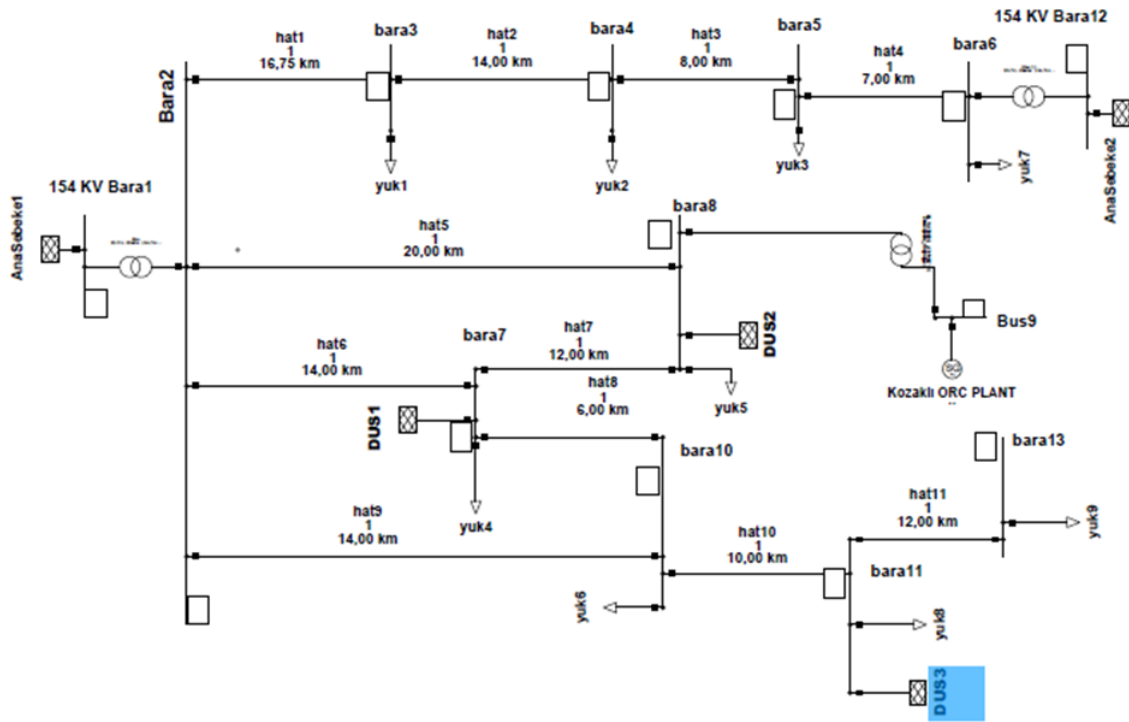 hat1
1
16,75 km
bara3
hat2
1
14,00 km
bara4
hat3
1
8,00 km
bara5
hat4
1
7,00 km
bara6
154 KV Bara12
Bara2
yuk1
yuk2
yuk3
yuk7
AnaSebeke2
154 KV Bara1
AnaSebeke1
hat5
1
20,00 km
bara8
Bus9
SG
Kozaklı ORC PLANT
hat6
1
14,00 km
bara7
hat7
1
12,00 km
DUS2
hat8
1
6,00 km
yuk5
DUS1
yuk4
bara10
bara13
hat9
1
14,00 km
hat10
1
10,00 km
hat11
1
12,00 km
yuk9
bara11
yuk6
yuk8
DUS3